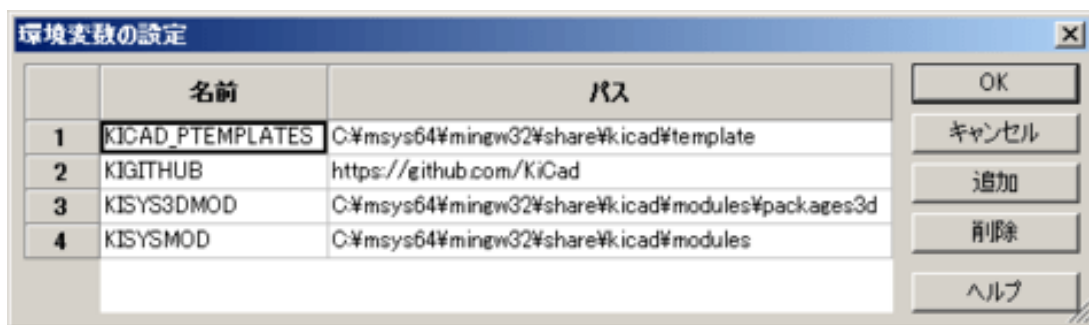 環境変数の設定
名前 パス
1 KICAD_PTEMPLATES C:¥msys64¥mingw32¥share¥kicad¥template
2 KIGITHUB https://github.com/KiCad
3 KISYS3DMOD C:¥msys64¥mingw32¥share¥kicad¥modules¥packages3d
4 KISYSMOD C:¥msys64¥mingw32¥share¥kicad¥modules
OK
キャンセル
追加
削除
ヘルプ